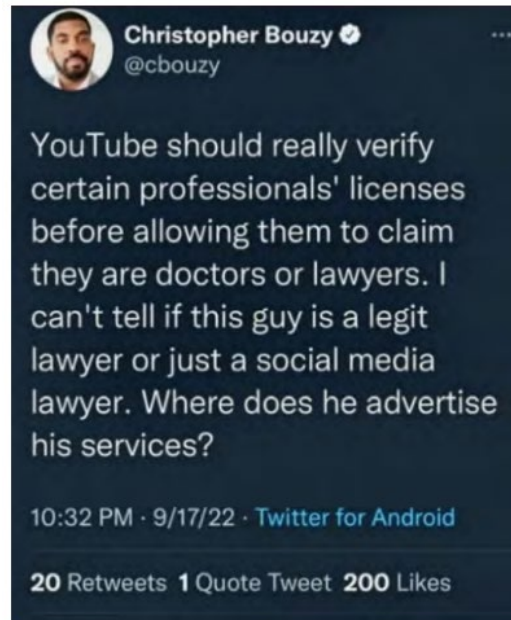 Christopher Bouzy
@cbouzy
YouTube should really verify
certain professionals' licenses
before allowing them to claim
they are doctors or lawyers. I
can't tell if this guy is a legit
lawyer or just a social media
lawyer. Where does he advertise
his services?
10:32 PM · 9/17/22 · Twitter for Android
20 Retweets 1 Quote Tweet 200 Likes